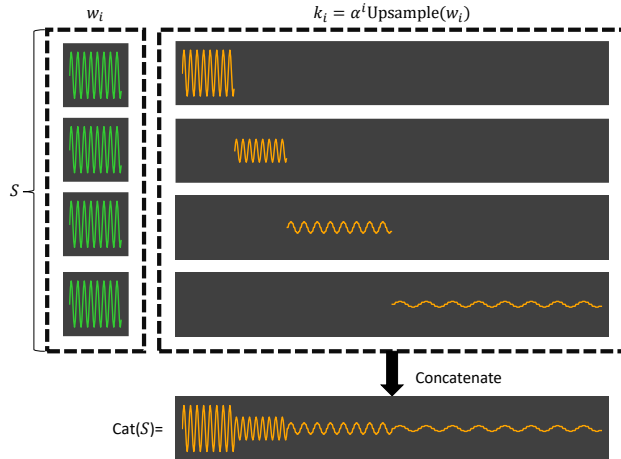 w_i
k_i = α^i Upsample(w_i)
S
Concatenate
Cat(S)=